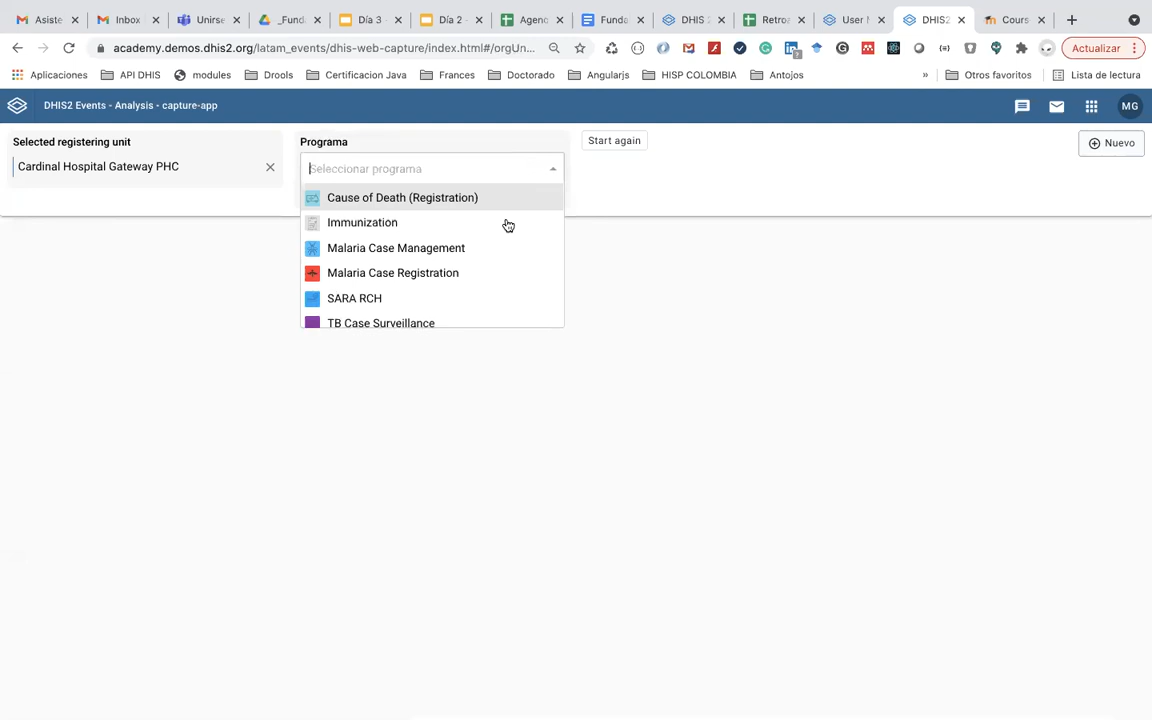 Asiste
Inbox
Unirse
_Funda
Día 3 -
Día 2 -
Agend
Funda
DHIS 2
Retroa
User M
DHIS2
Cours
academy.demos.dhis2.org/latam_events/dhis-web-capture/index.html#/orgUn...
Actualizar
Aplicaciones
API DHIS
modules
Drools
Certificacion Java
Frances
Doctorado
Angularjs
HISP COLOMBIA
Antojos
»
Otros favoritos
Lista de lectura
DHIS2 Events - Analysis - capture-app
MG
Selected registering unit
Programa
Start again
Nuevo
Cardinal Hospital Gateway PHC
Seleccionar programa
Cause of Death (Registration)
Immunization
Malaria Case Management
Malaria Case Registration
SARA RCH
TB Case Surveillance